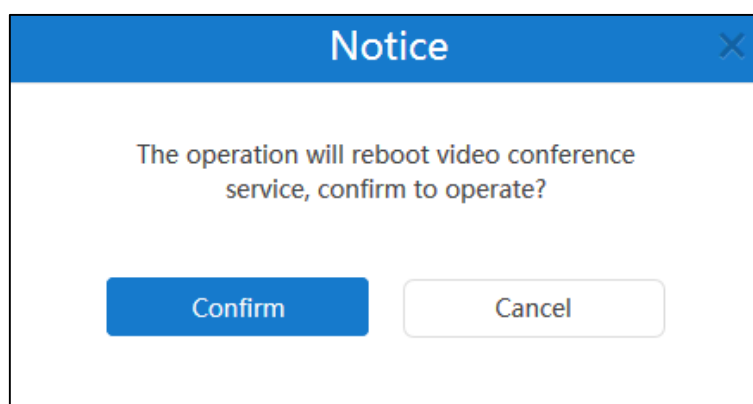 Notice
The operation will reboot video conference
service, confirm to operate?
Confirm
Cancel